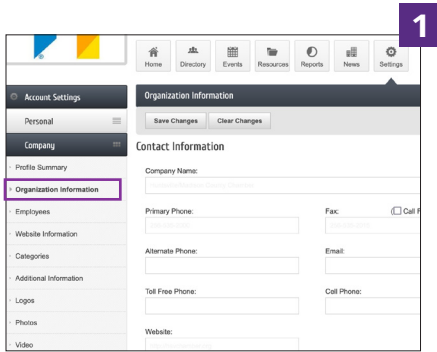 1
Home Directory Events Resources Reports News Settings
Account Settings
Personal
Company
Profile Summary
Organization Information
Employees
Website Information
Categories
Additional Information
Logos
Photos
Video
Organization Information
Save Changes Clear Changes
Contact Information
Company Name:
Primary Phone: Fax: Call F
Alternate Phone: Email:
Toll Free Phone: Cell Phone:
Website: